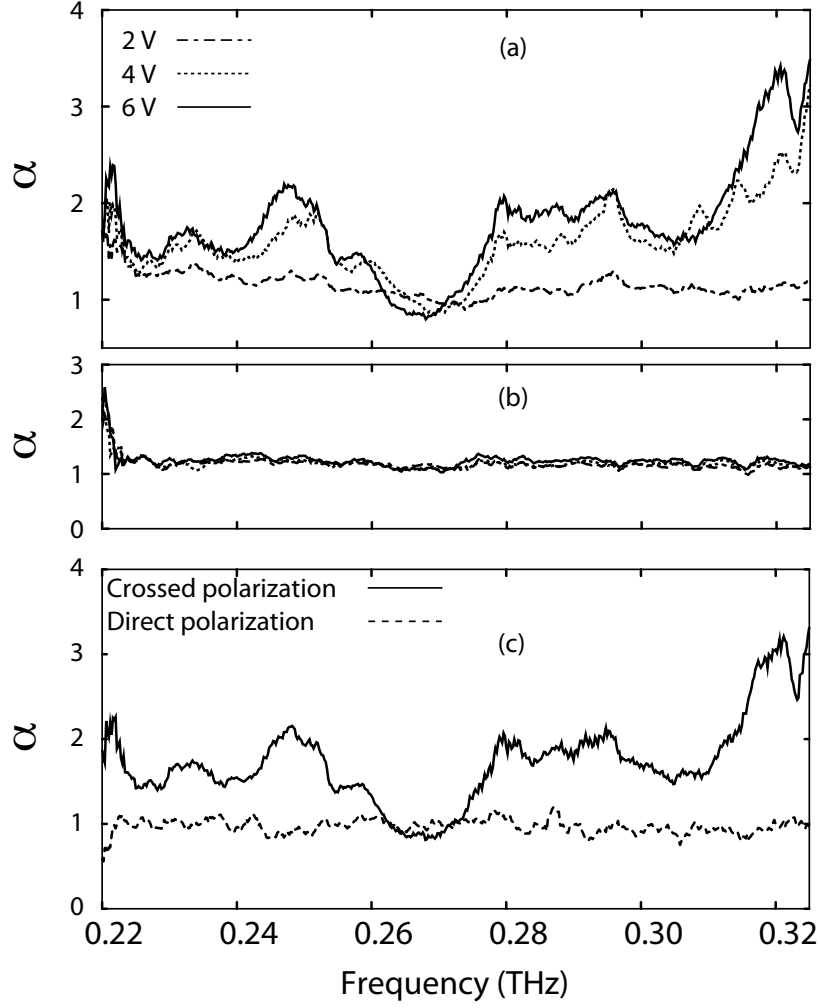 4
3
2
1
α
2 V
4 V
6 V
(a)
3
2
1
0
α
(b)
4
3
2
1
0
α
Crossed polarization
Direct polarization
(c)
0.22 0.24 0.26 0.28 0.30 0.32
Frequency (THz)